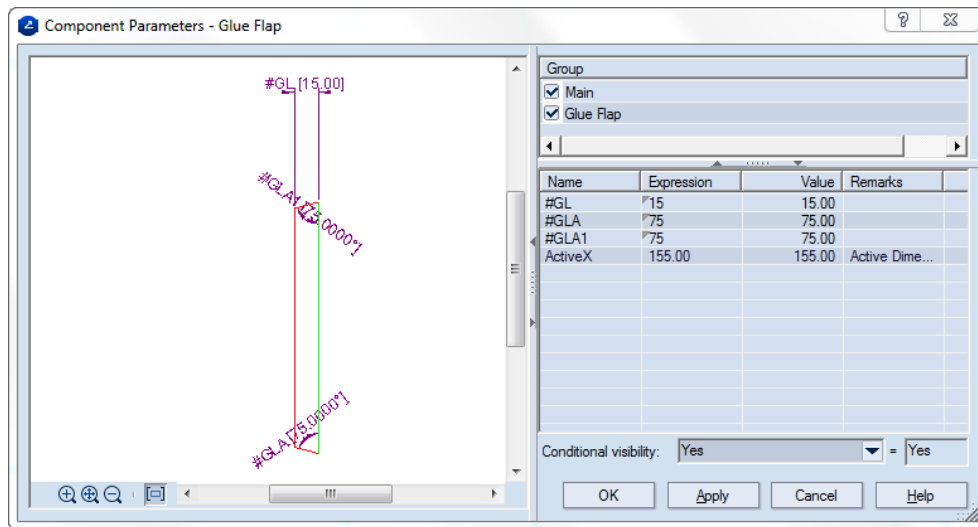 Component Parameters - Glue Flap
#GL [15.00]
#GLA1[75.0000°]
#GLA[75.0000°]
Group
Main
Glue Flap
Name Expression Value Remarks
#GL 15 15.00
#GLA 75 75.00
#GLA1 75 75.00
ActiveX 155.00 155.00 Active Dime...
Conditional visibility: Yes = Yes
OK Apply Cancel Help